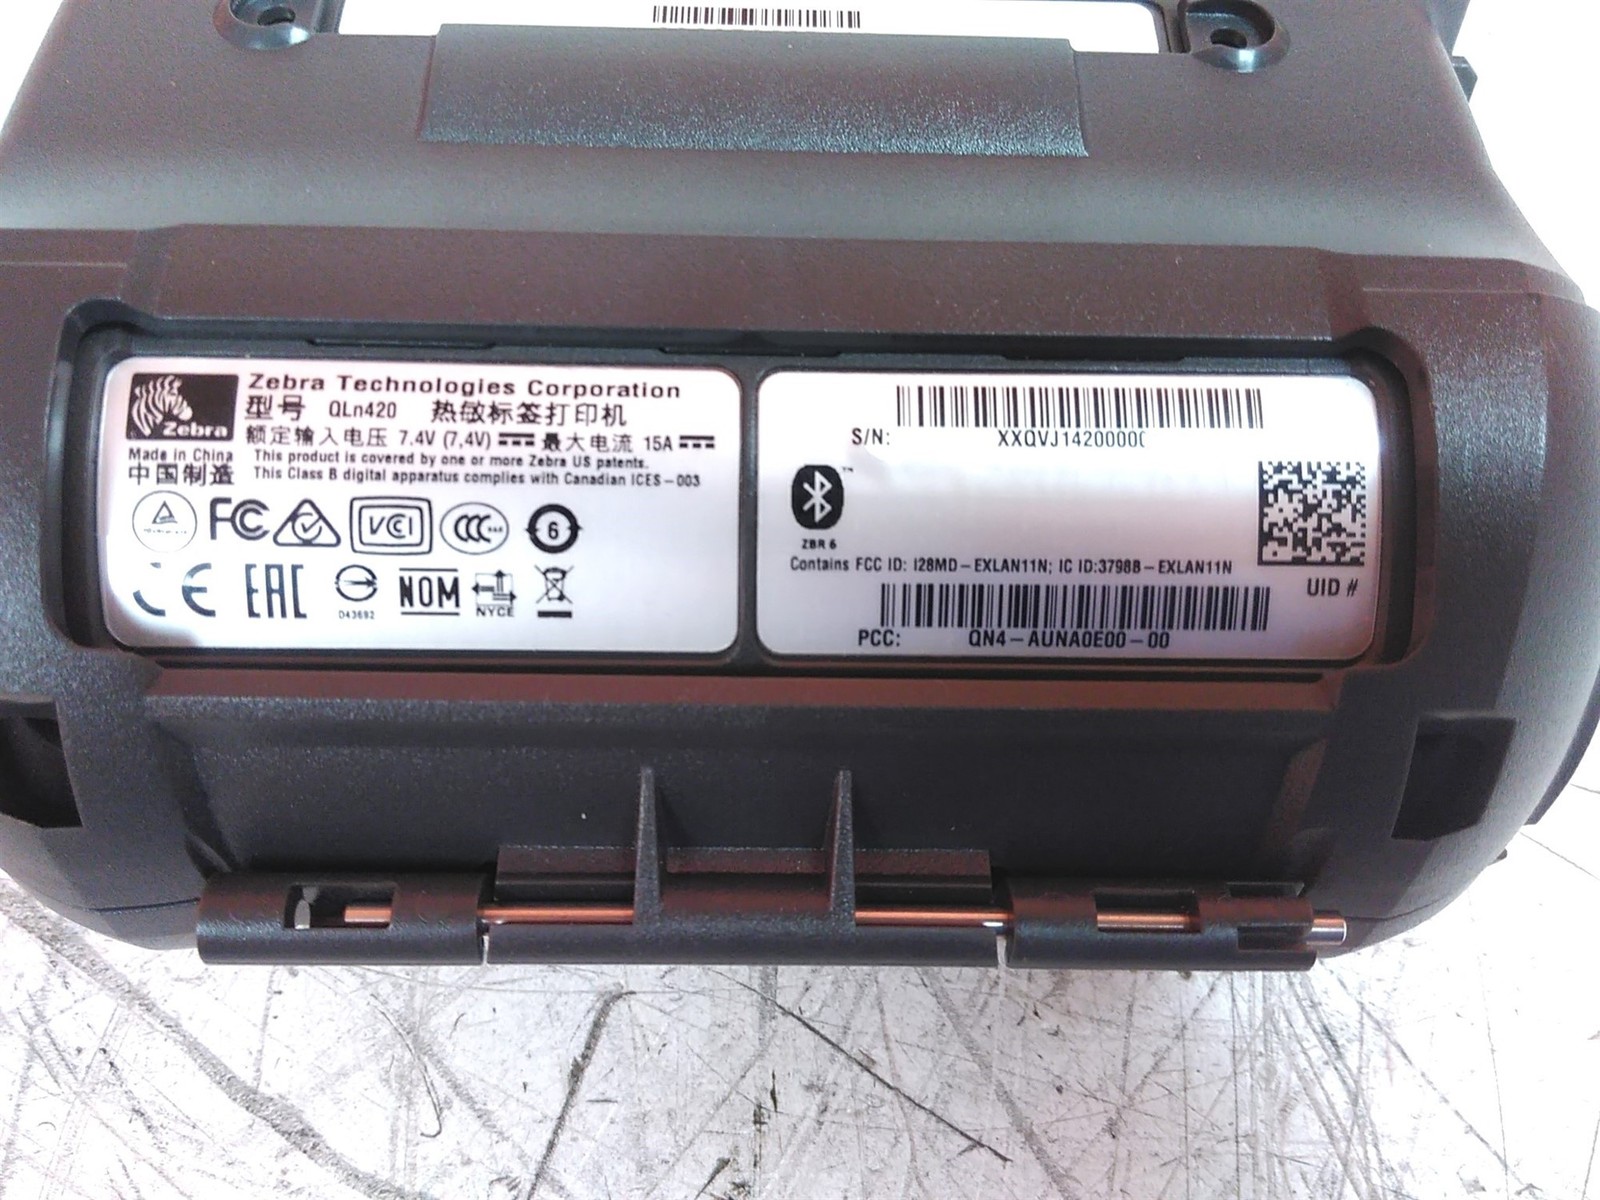 Zebra
Zebra Technologies Corporation
型号 QLn420 热敏标签打印机
额定输入电压 7.4V (7,4V) 最大电流 15A
Made in China
中国制造
This product is covered by one or more Zebra US patents.
This Class B digital apparatus complies with Canadian ICES-003
FC VCI CCC 6
CE EAC D43692 NOM NYCE
S/N: XXQVJ1420000
™
ZBR 6
Contains FCC ID: I28MD-EXLAN11N; IC ID:3798B-EXLAN11N
UID #
PCC: QN4-AUNA0E00-00